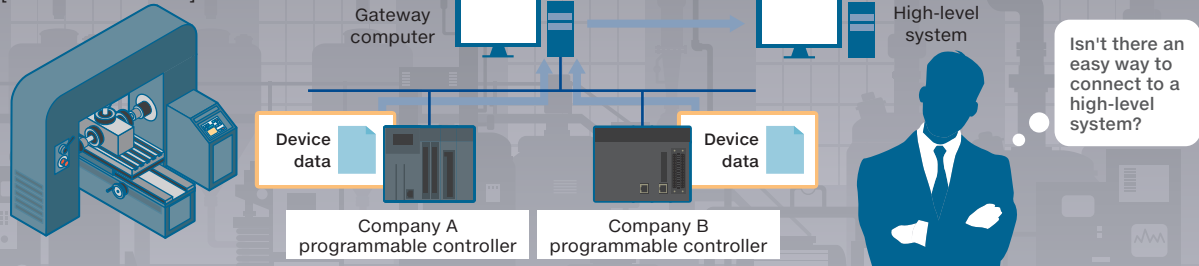 Gateway
computer
High-level
system
Isn't there an
easy way to
connect to a
high-level
system?
Device
data
Device
data
Company A
programmable controller
Company B
programmable controller